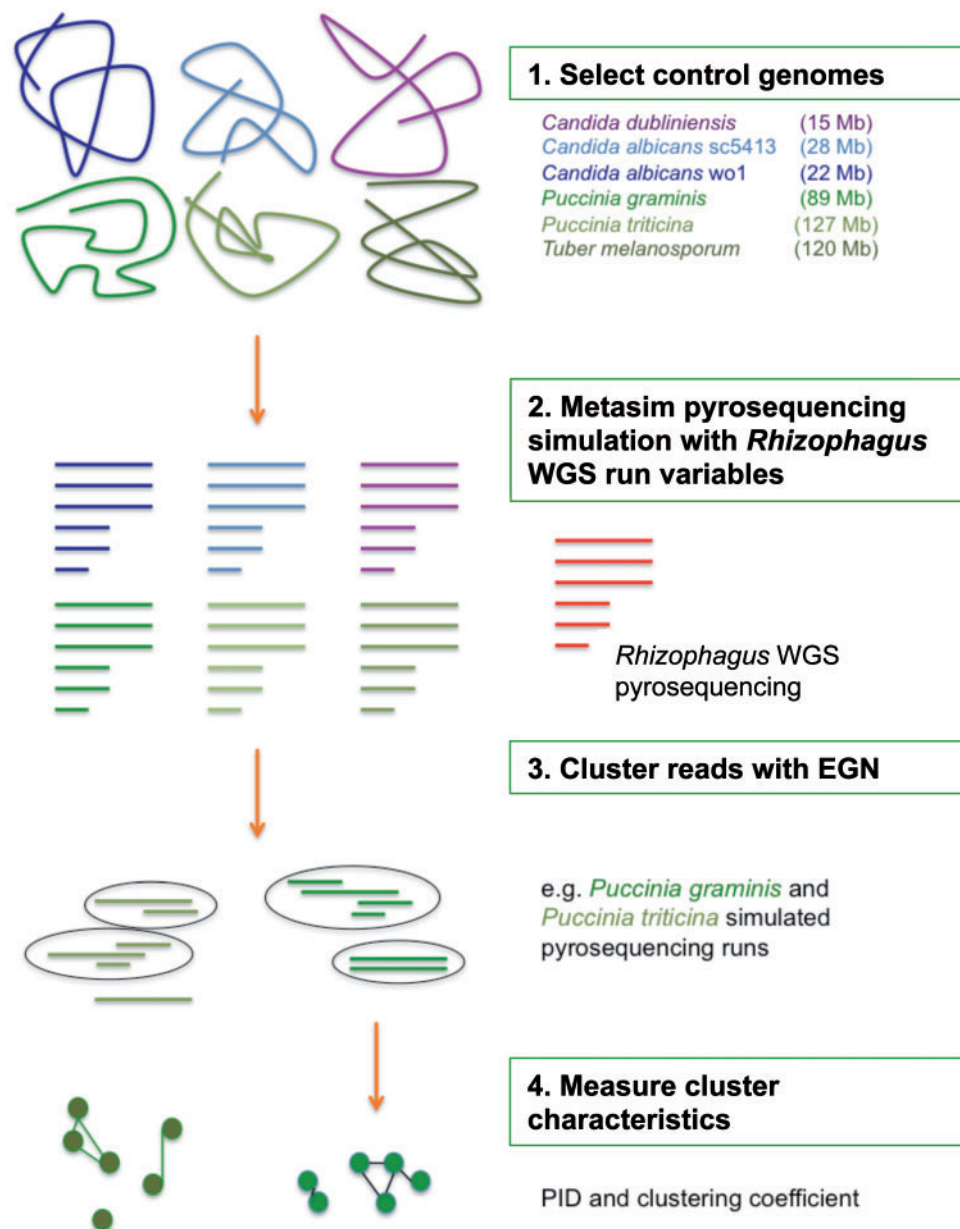 1. Select control genomes
Candida dubliniensis (15 Mb)
Candida albicans sc5413 (28 Mb)
Candida albicans wo1 (22 Mb)
Puccinia graminis (89 Mb)
Puccinia triticina (127 Mb)
Tuber melanosporum (120 Mb)
2. Metasim pyrosequencing
simulation with Rhizophagus
WGS run variables
Rhizophagus WGS
pyrosequencing
3. Cluster reads with EGN
e.g. Puccinia graminis and
Puccinia triticina simulated
pyrosequencing runs
4. Measure cluster
characteristics
PID and clustering coefficient